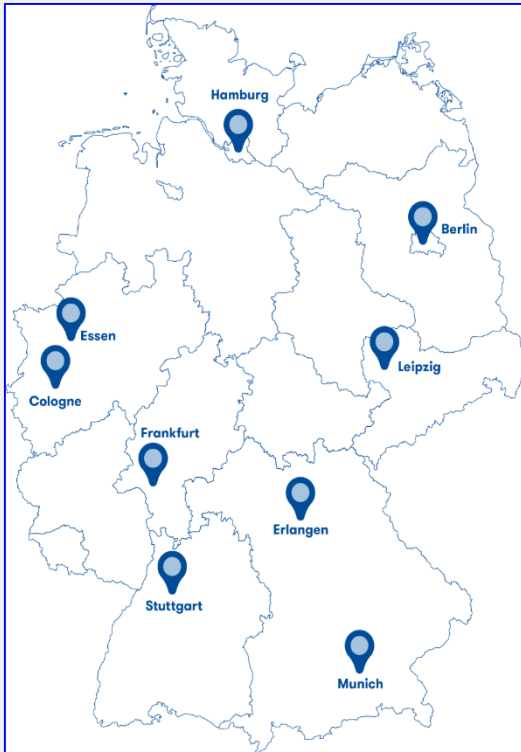 Hamburg
Berlin
Essen
Leipzig
Cologne
Frankfurt
Erlangen
Stuttgart
Munich